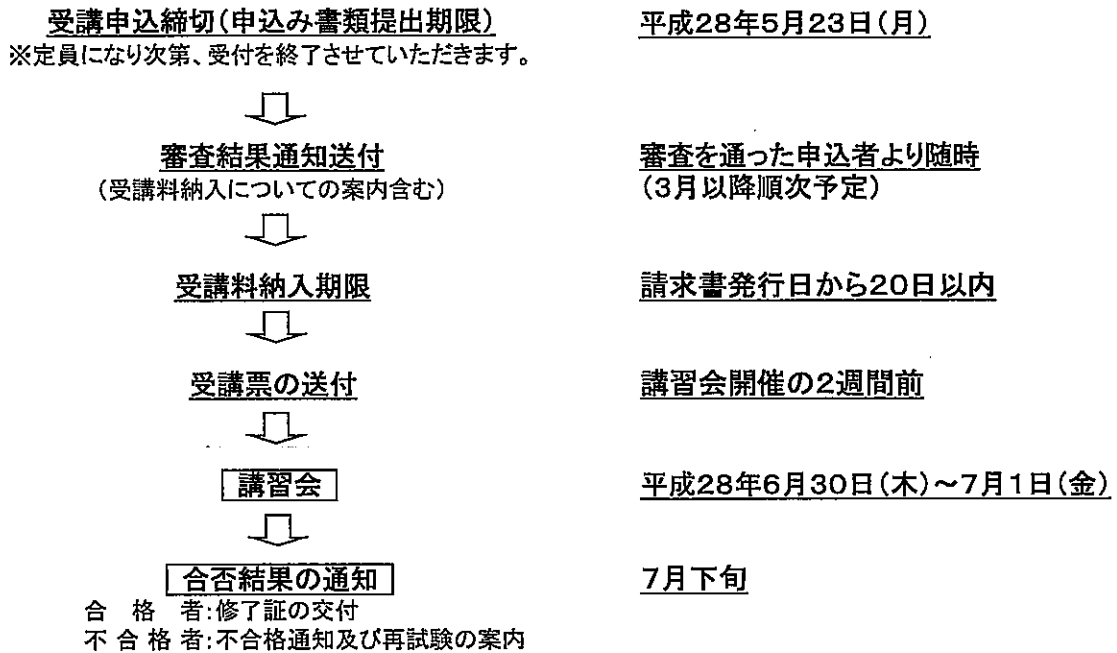 受講申込締切(申込み書類提出期限) 平成28年5月23日(月)
※定員になり次第、受付を終了させていただきます。
審査結果通知送付 審査を通った申込者より随時
(受講料納入についての案内含む) (3月以降順次予定)
受講料納入期限 請求書発行日から20日以内
受講票の送付 講習会開催の2週間前
講習会 平成28年6月30日(木)~7月1日(金)
合否結果の通知 7月下旬
合 格 者:修了証の交付
不 合 格 者:不合格通知及び再試験の案内